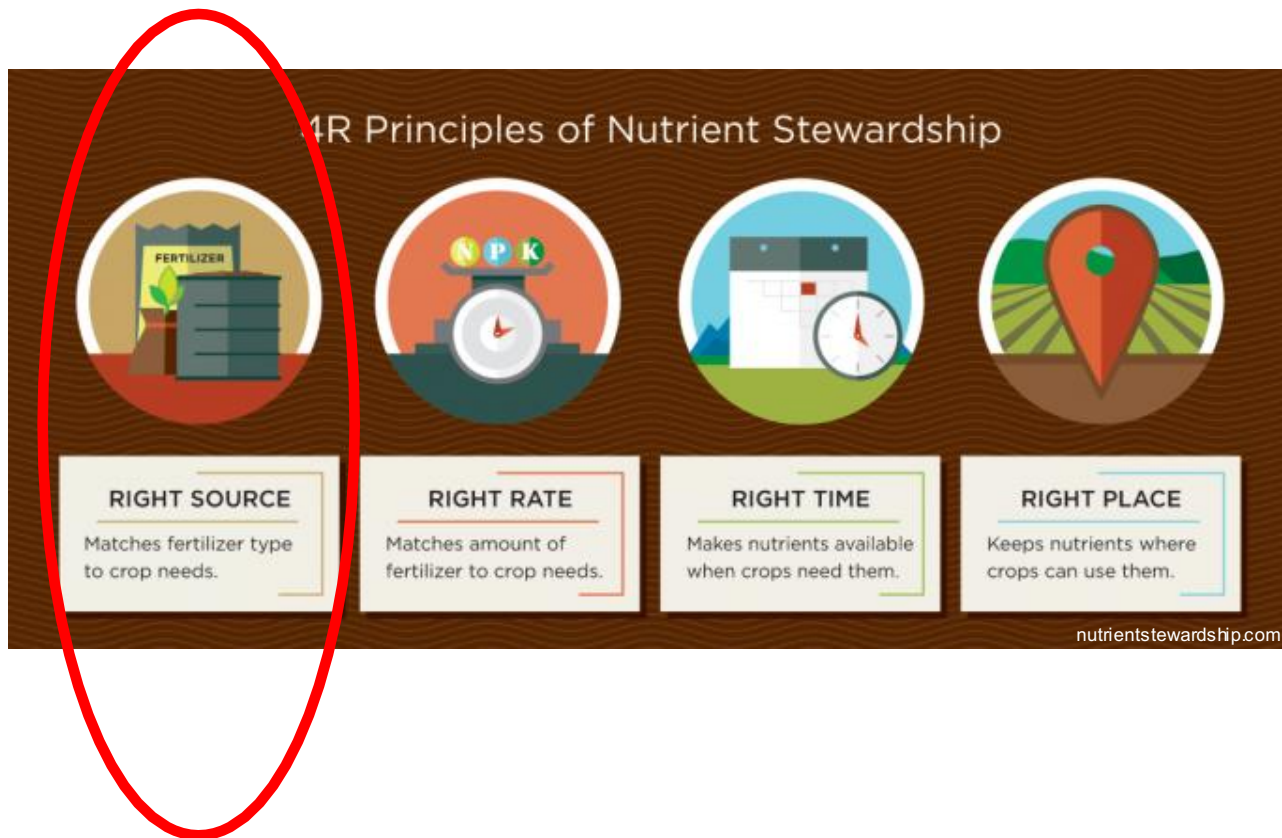 4R Principles of Nutrient Stewardship
FERTILIZER
N P K
RIGHT SOURCE
Matches fertilizer type
to crop needs.
RIGHT RATE
Matches amount of
fertilizer to crop needs.
RIGHT TIME
Makes nutrients available
when crops need them.
RIGHT PLACE
Keeps nutrients where
crops can use them.
nutrientstewardship.com